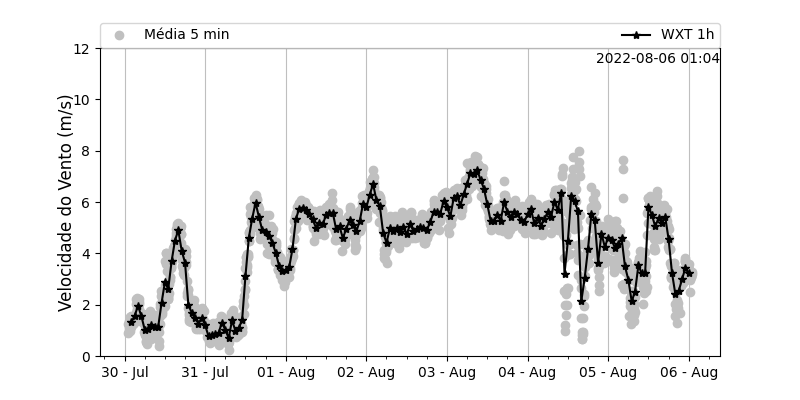 Média 5 min
WXT 1h
2022-08-06 01:04
Velocidade do Vento (m/s)
12
10
8
6
4
2
0
30 - Jul
31 - Jul
01 - Aug
02 - Aug
03 - Aug
04 - Aug
05 - Aug
06 - Aug